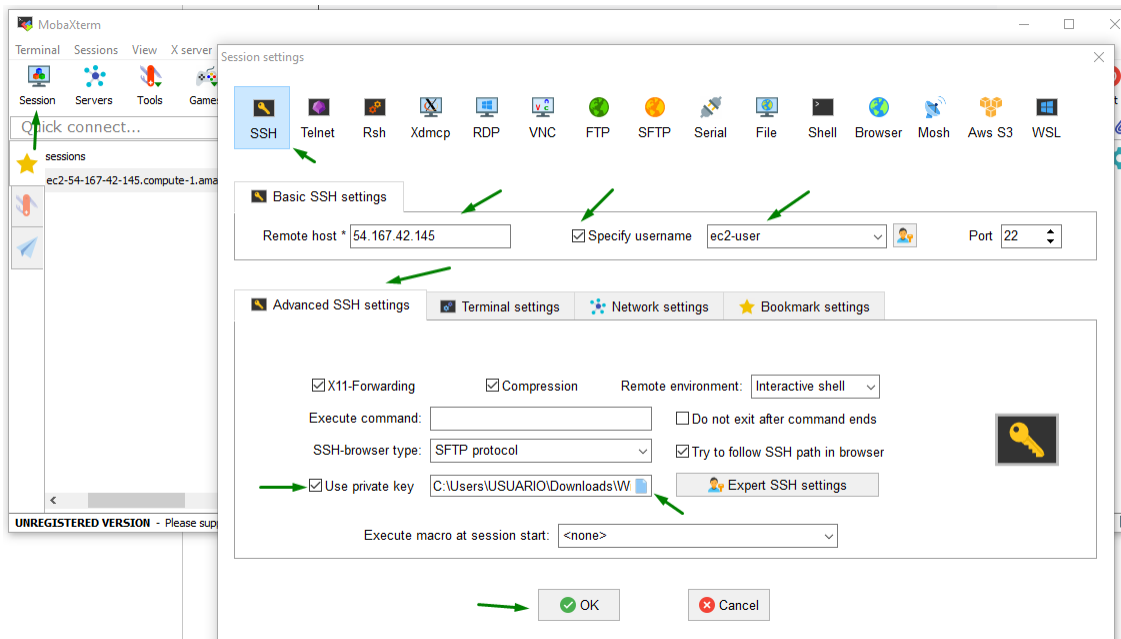 MobaXterm
Terminal Sessions View X server
Session settings
Session Servers Tools Games
SSH Telnet Rsh Xdmcp RDP VNC FTP SFTP Serial File Shell Browser Mosh Aws S3 WSL
Quick connect...
sessions
ec2-54-167-42-145.compute-1.ama
Basic SSH settings
Remote host * 54.167.42.145 Specify username ec2-user Port 22
Advanced SSH settings Terminal settings Network settings Bookmark settings
X11-Forwarding Compression Remote environment: Interactive shell
Execute command: Do not exit after command ends
SSH-browser type: SFTP protocol Try to follow SSH path in browser
Use private key C:\Users\USUARIO\Downloads\W Expert SSH settings
UNREGISTERED VERSION - Please supp
Execute macro at session start: <none>
OK Cancel